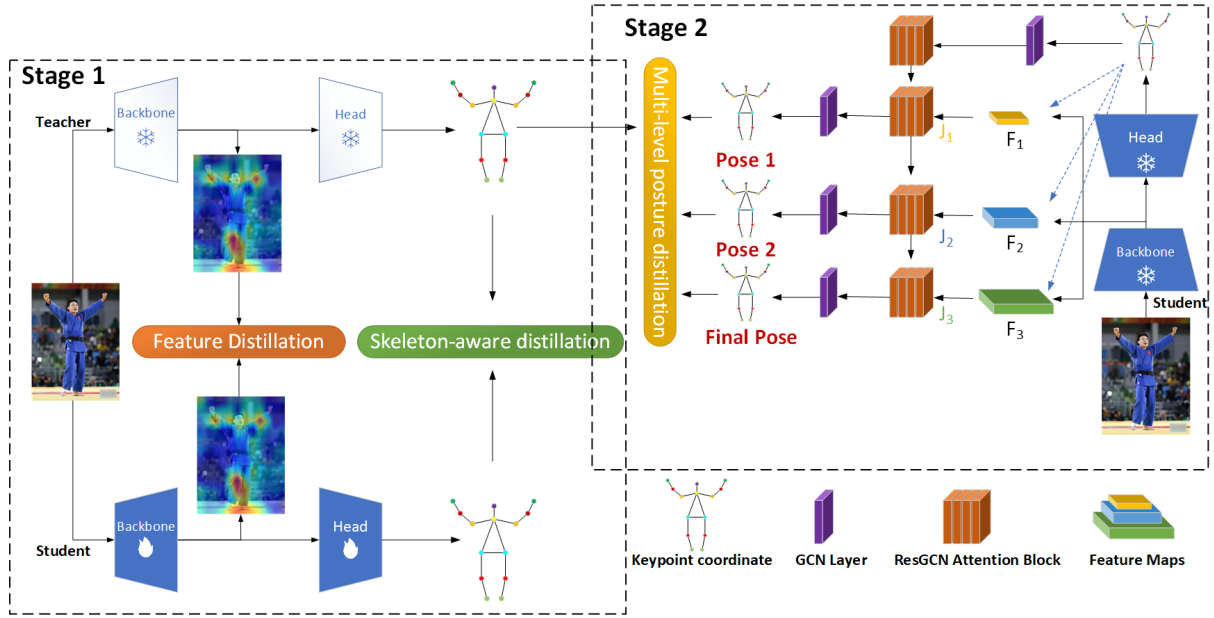 Stage 1
Teacher
Backbone
Head
Feature Distillation
Skeleton-aware distillation
Student
Backbone
Head
Stage 2
Multi-level posture distillation
Pose 1
J1
F1
Head
Pose 2
J2
F2
Backbone
Student
Final Pose
J3
F3
Keypoint coordinate
GCN Layer
ResGCN Attention Block
Feature Maps